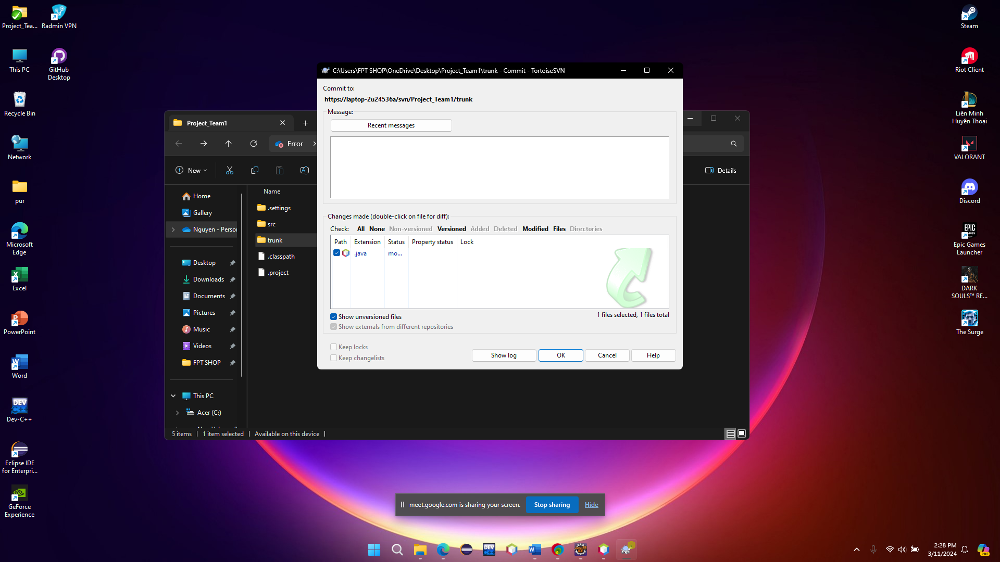 Project_Tea...
Radmin VPN
This PC
GitHub
Desktop
Recycle Bin
Network
pur
Microsoft
Edge
Excel
PowerPoint
Word
DEV
Dev-C++
Eclipse IDE
for Enterpri...
GeForce
Experience
Steam
Riot Client
Liên Minh
Huyền Thoại
VALORANT
Discord
EPIC
GAMES
Epic Games
Launcher
DARK
SOULS™ RE...
The Surge
Project_Team1
Error
New
Details
Home
Gallery
Nguyen - Person
Desktop
Downloads
Documents
Pictures
Music
Videos
FPT SHOP
This PC
Acer (C:)
Name
.settings
src
trunk
.classpath
.project
5 items
1 item selected
Available on this device
C:\Users\FPT SHOP\OneDrive\Desktop\Project_Team1\trunk - Commit - TortoiseSVN
Commit to:
https://laptop-2u24536a/svn/Project_Team1/trunk
Message:
Recent messages
Changes made (double-click on file for diff):
Check: All None Non-versioned Versioned Added Deleted Modified Files Directories
Path Extension Status Property status Lock
.java mo...
Show unversioned files
1 files selected, 1 files total
Show externals from different repositories
Keep locks
Keep changelists
Show log
OK
Cancel
Help
meet.google.com is sharing your screen.
Stop sharing
Hide
DEV
2:28 PM
3/11/2024
PRE